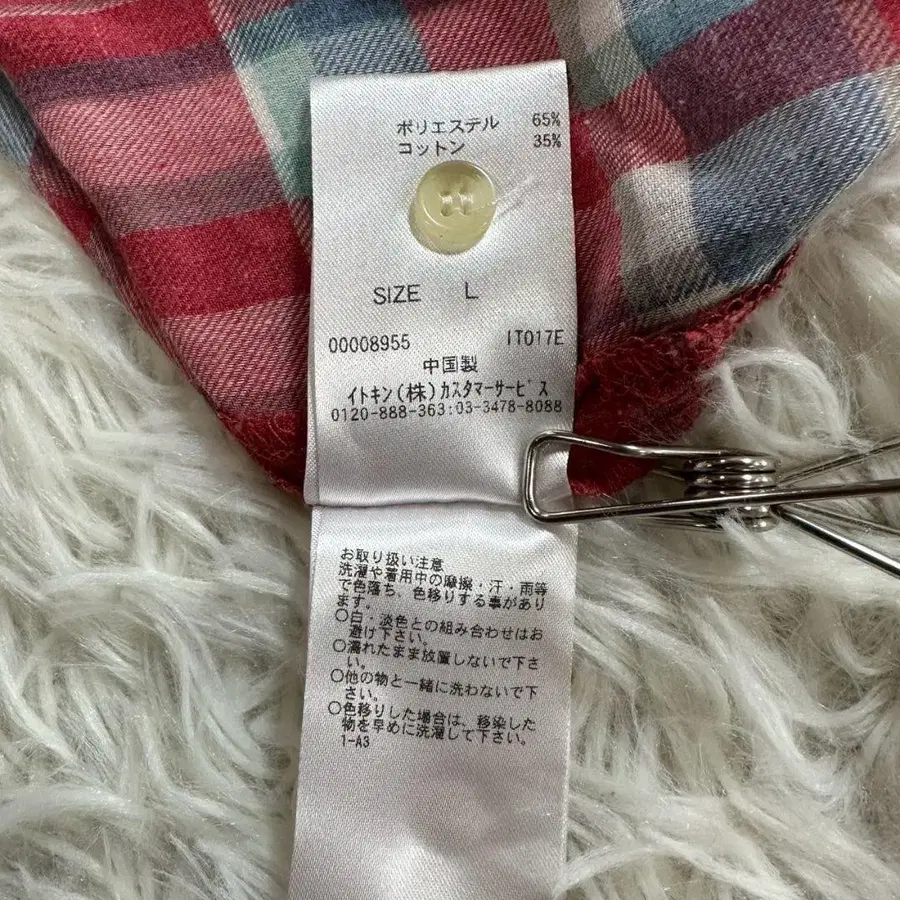 ポリエステル 65%
コットン 35%
SIZE L
00008955 IT017E
中国製
イトキン(株)カスタマーサービス
0120-888-363:03-3478-8088
お取り扱い注意
洗濯や着用中の摩擦・汗・雨等
で色落ち、色移りする事があり
ます。
○白・淡色との組み合わせはお
避け下さい。
○濡れたまま放置しないで下さ
い。
○他の物と一緒に洗わないで下
さい。
○色移りした場合は、移染した
物を早めに洗濯して下さい。
1-A3